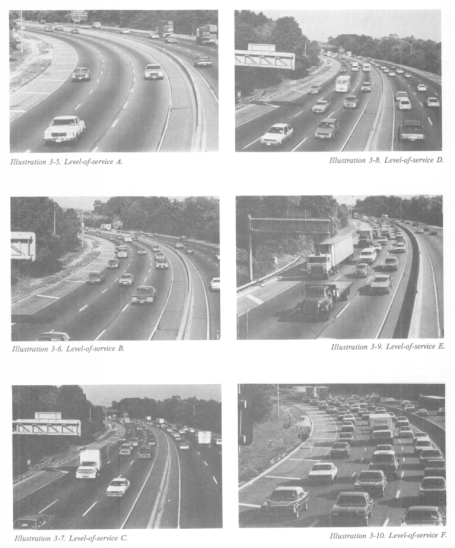 Illustration 3-5. Level-of-service A.
Illustration 3-8. Level-of-service D.
Illustration 3-6. Level-of-service B.
Illustration 3-9. Level-of-service E.
Illustration 3-7. Level-of-service C.
Illustration 3-10. Level-of-service F.